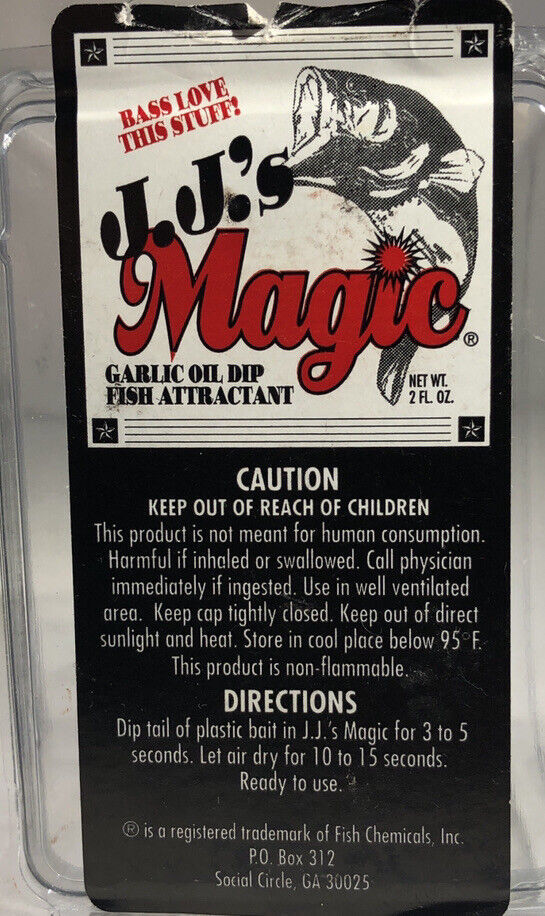 BASS LOVE
THIS STUFF!
J.J.'s
Magic®
GARLIC OIL DIP
FISH ATTRACTANT
NET WT.
2 FL. OZ.
CAUTION
KEEP OUT OF REACH OF CHILDREN
This product is not meant for human consumption.
Harmful if inhaled or swallowed. Call physician
immediately if ingested. Use in well ventilated
area. Keep cap tightly closed. Keep out of direct
sunlight and heat. Store in cool place below 95°F.
This product is non-flammable.
DIRECTIONS
Dip tail of plastic bait in J.J.'s Magic for 3 to 5
seconds. Let air dry for 10 to 15 seconds.
Ready to use.
® is a registered trademark of Fish Chemicals, Inc.
P.O. Box 312
Social Circle, GA 30025